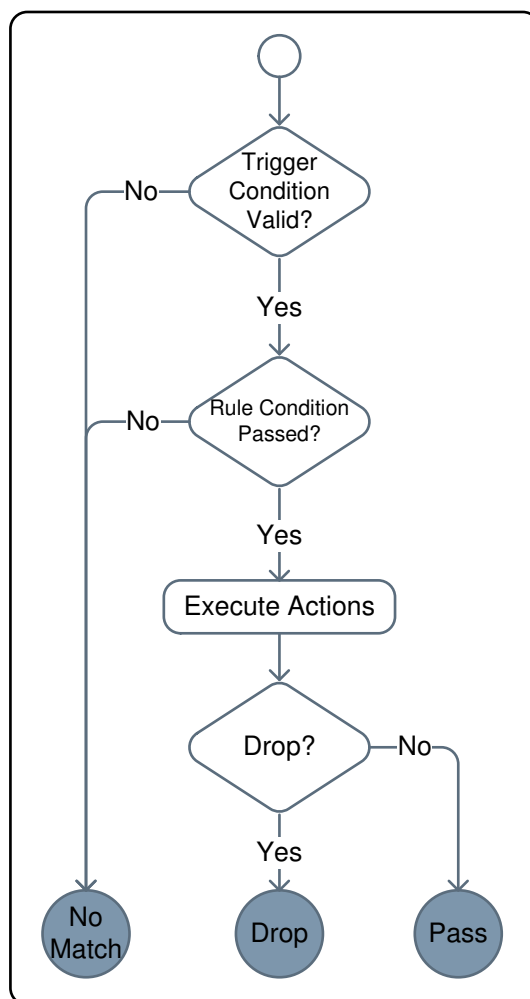 Trigger
Condition
Valid?
No
Yes
Rule Condition
Passed?
No
Yes
Execute Actions
Drop?
No
Yes
No
Match
Drop
Pass